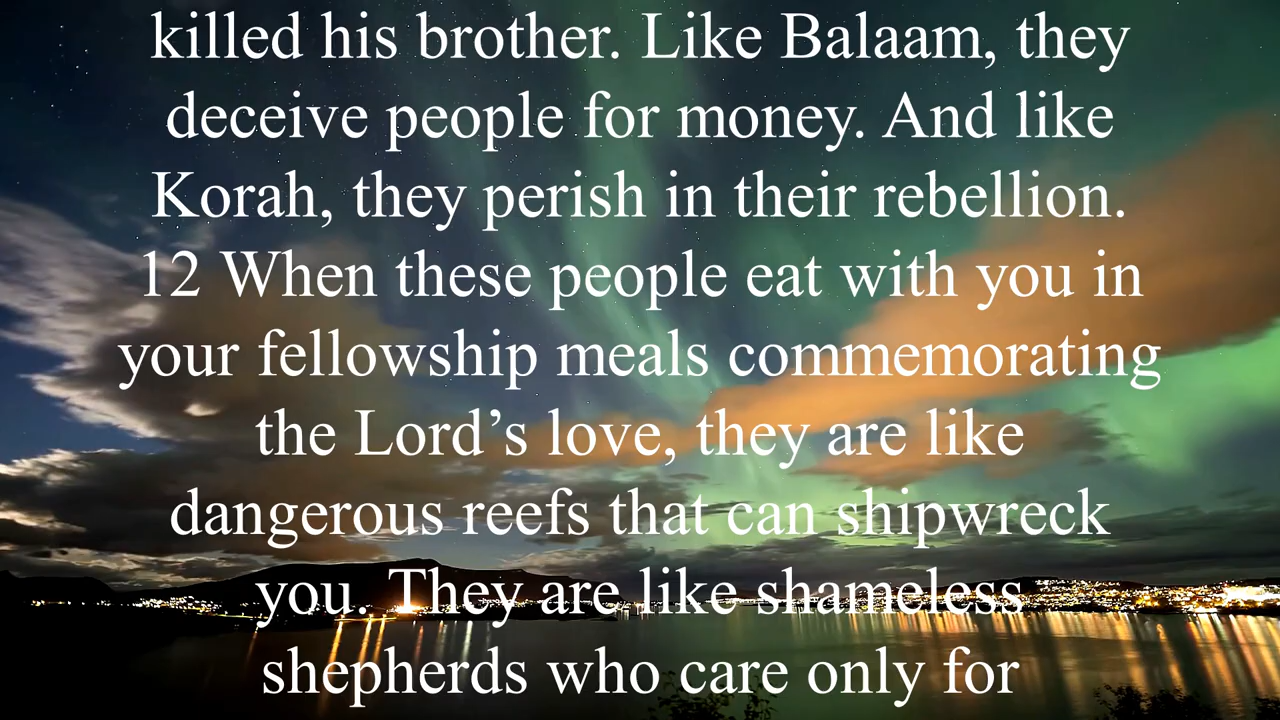 killed his brother. Like Balaam, they
deceive people for money. And like
Korah, they perish in their rebellion.
12 When these people eat with you in
your fellowship meals commemorating
the Lord’s love, they are like
dangerous reefs that can shipwreck
you. They are like shameless
shepherds who care only for